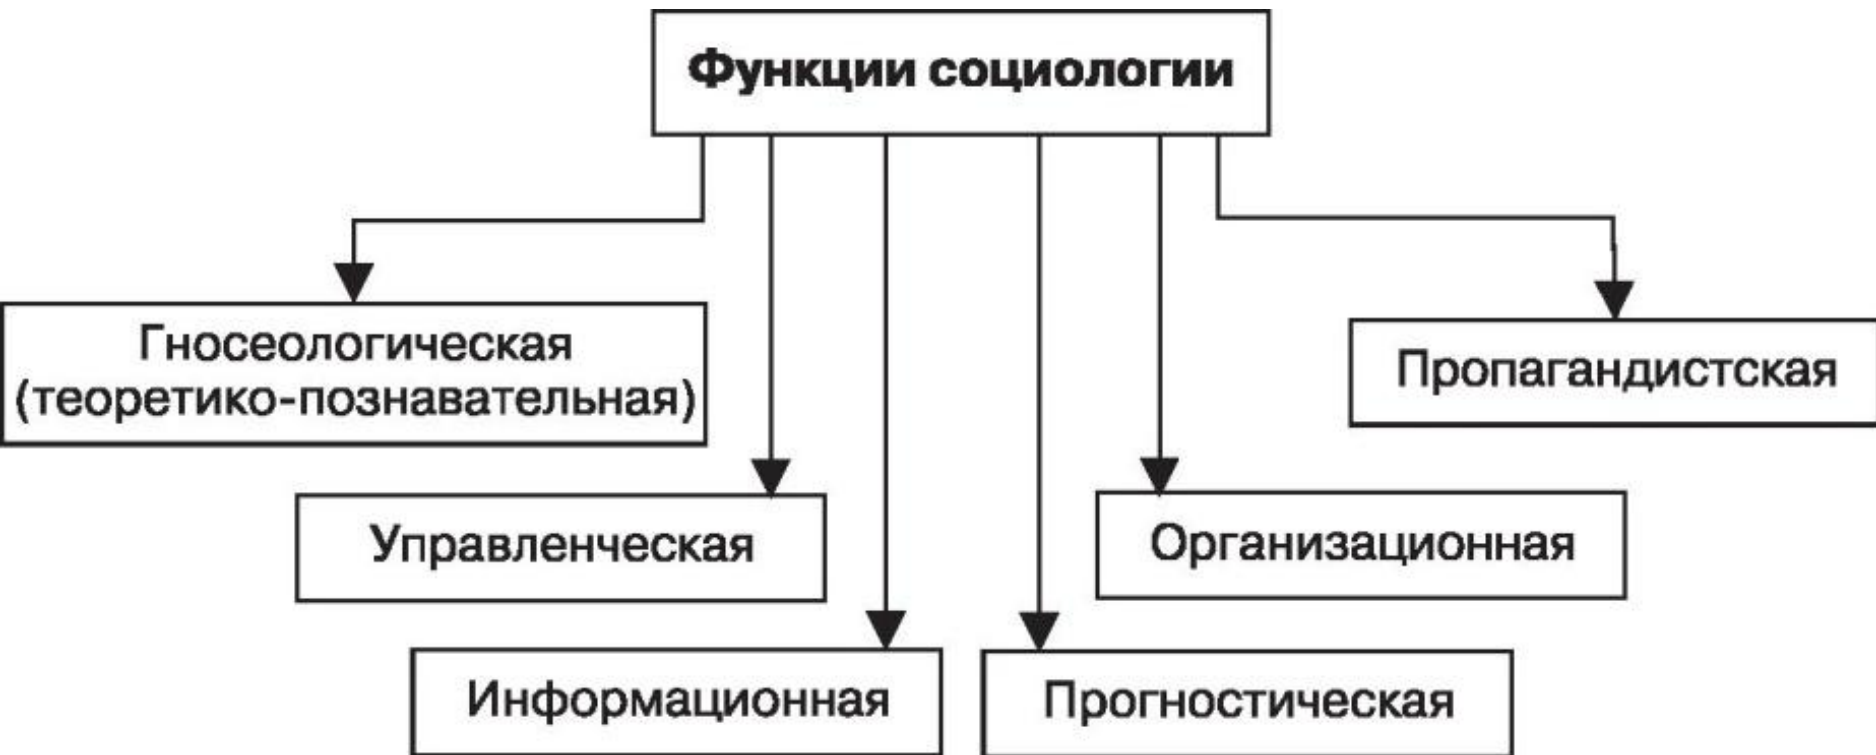 Функции социологии
Гносеологическая
(теоретико-познавательная)
Пропагандистская
Управленческая
Организационная
Информационная
Прогностическая